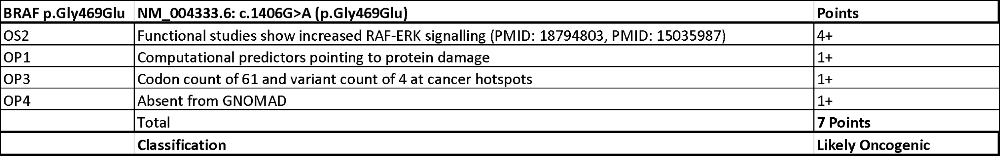 BRAF p.Gly469Glu NM_004333.6: c.1406G>A (p.Gly469Glu) Points
OS2 Functional studies show increased RAF-ERK signalling (PMID: 18794803, PMID: 15035987) 4+
OP1 Computational predictors pointing to protein damage 1+
OP3 Codon count of 61 and variant count of 4 at cancer hotspots 1+
OP4 Absent from GNOMAD 1+
Total 7 Points
Classification Likely Oncogenic